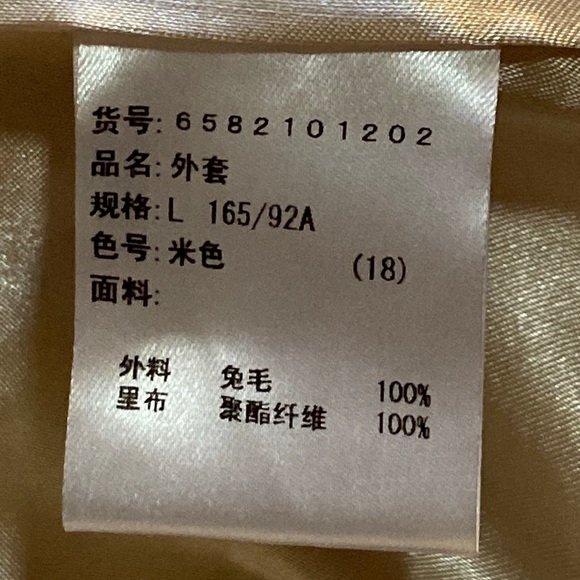 货号: 6582101202
品名: 外套
规格: L 165/92A
色号: 米色 (18)
面料:
外料 兔毛 100%
里布 聚酯纤维 100%